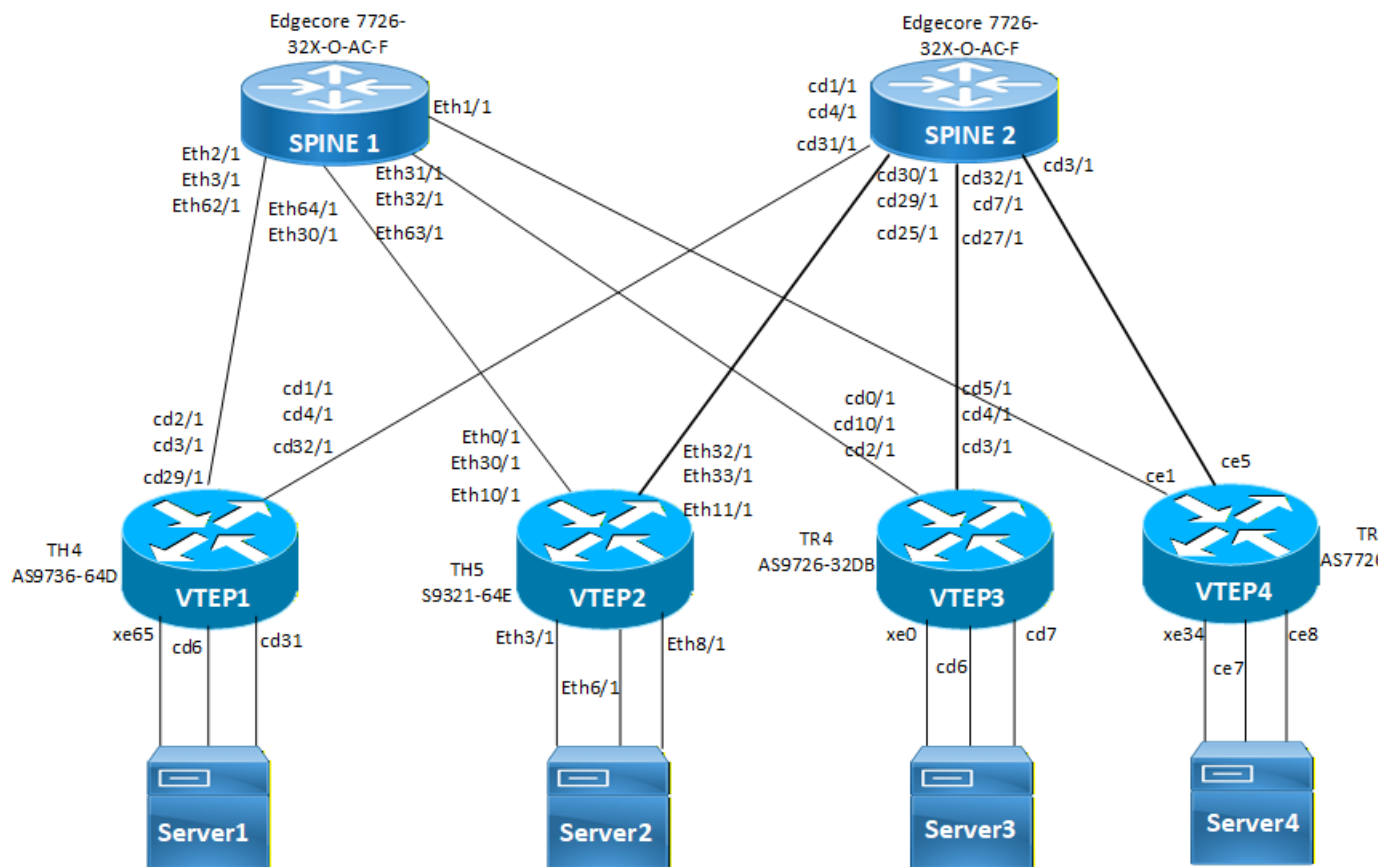 Edgecore 7726-
32X-O-AC-F
Edgecore 7726-
32X-O-AC-F
SPINE 1
Eth1/1
cd1/1
cd4/1
cd31/1
SPINE 2
Eth2/1
Eth3/1
Eth62/1
Eth64/1
Eth30/1
Eth31/1
Eth32/1
Eth63/1
cd30/1
cd29/1
cd25/1
cd32/1
cd7/1
cd27/1
cd3/1
cd2/1
cd3/1
cd29/1
cd1/1
cd4/1
cd32/1
Eth0/1
Eth30/1
Eth10/1
Eth32/1
Eth33/1
Eth11/1
cd0/1
cd10/1
cd2/1
cd5/1
cd4/1
cd3/1
ce1
ce5
TH4
AS9736-64D
VTEP1
TH5
S9321-64E
VTEP2
TR4
AS9726-32DB
VTEP3
VTEP4
TR
AS7726
xe65
cd6
cd31
Eth3/1
Eth6/1
Eth8/1
xe0
cd6
cd7
xe34
ce7
ce8
Server1
Server2
Server3
Server4